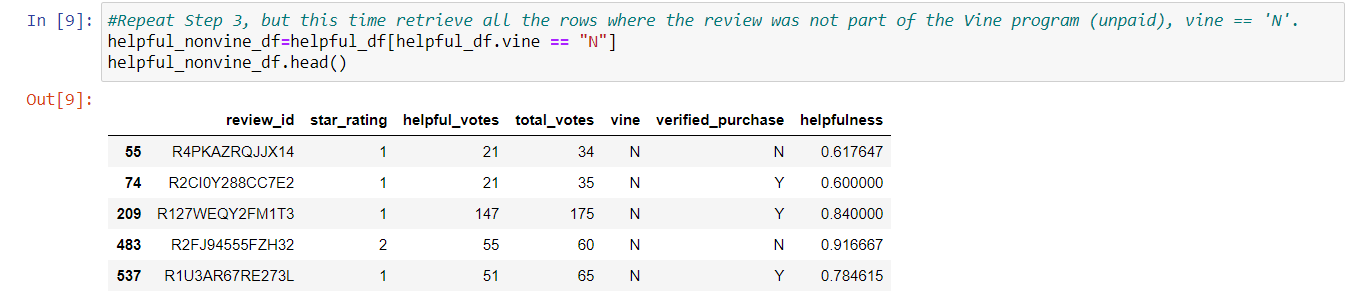 In [9]: #Repeat Step 3, but this time retrieve all the rows where the review was not part of the Vine program (unpaid), vine == 'N'.
helpful_nonvine_df=helpful_df[helpful_df.vine == "N"]
helpful_nonvine_df.head()
Out[9]:
review_id star_rating helpful_votes total_votes vine verified_purchase helpfulness
55 R4PKAZRQJJX14 1 21 34 N N 0.617647
74 R2CI0Y288CC7E2 1 21 35 N Y 0.600000
209 R127WEQY2FM1T3 1 147 175 N Y 0.840000
483 R2FJ94555FZH32 2 55 60 N N 0.916667
537 R1U3AR67RE273L 1 51 65 N Y 0.784615